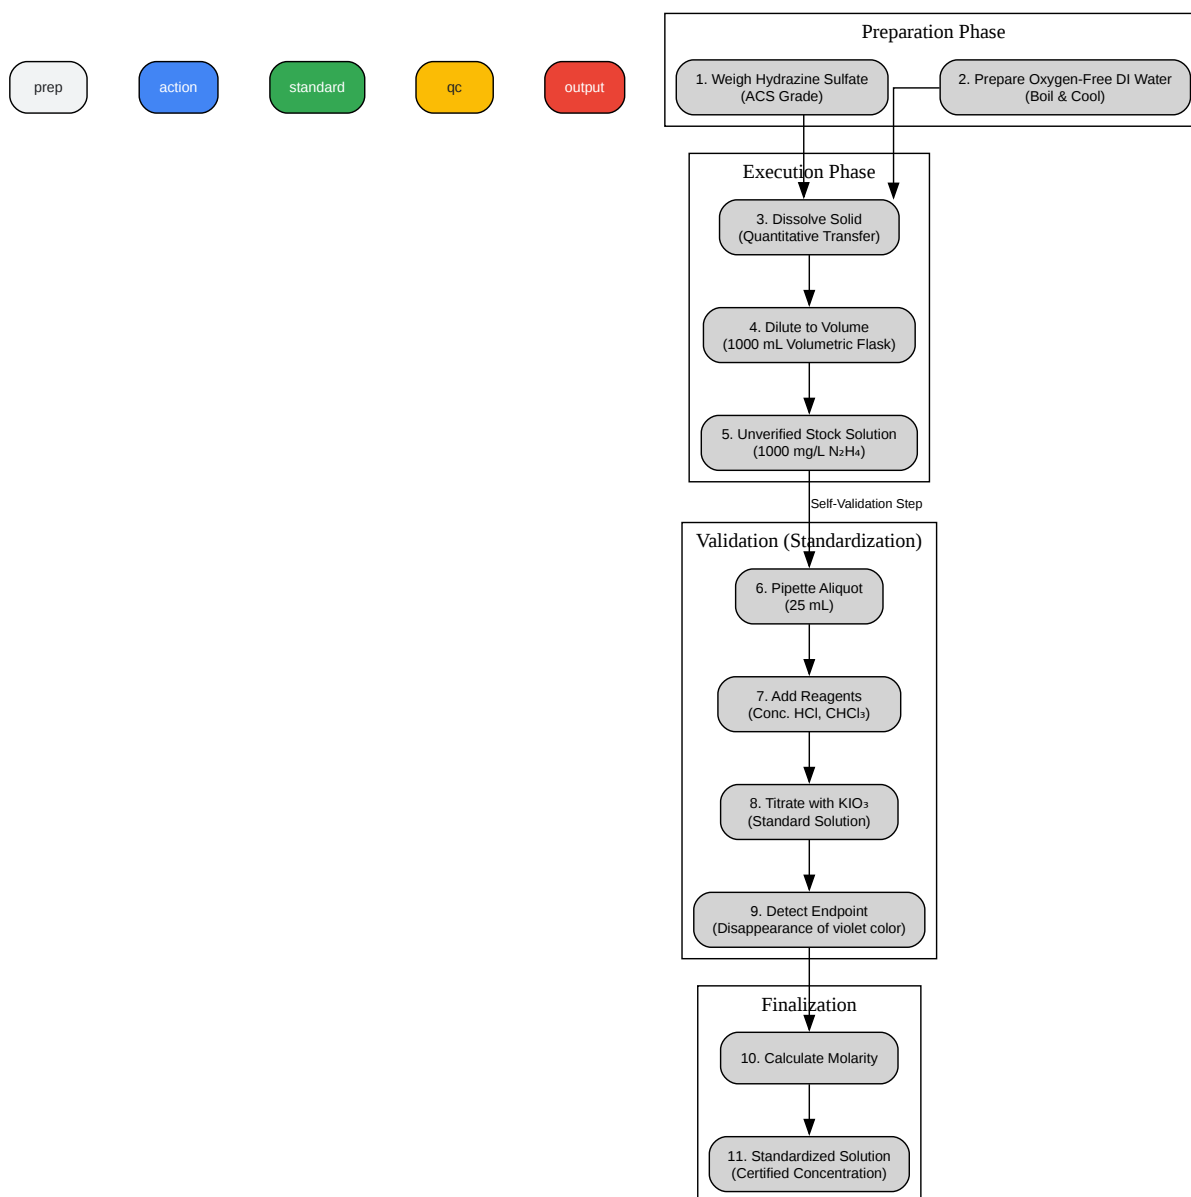 prep
action
standard
qc
output
Preparation Phase
1. Weigh Hydrazine Sulfate
(ACS Grade)
2. Prepare Oxygen-Free DI Water
(Boil & Cool)
Execution Phase
3. Dissolve Solid
(Quantitative Transfer)
4. Dilute to Volume
(1000 mL Volumetric Flask)
5. Unverified Stock Solution
(1000 mg/L N₂H₄)
Self-Validation Step
Validation (Standardization)
6. Pipette Aliquot
(25 mL)
7. Add Reagents
(Conc. HCl, CHCl₃)
8. Titrate with KIO₃
(Standard Solution)
9. Detect Endpoint
(Disappearance of violet color)
Finalization
10. Calculate Molarity
11. Standardized Solution
(Certified Concentration)